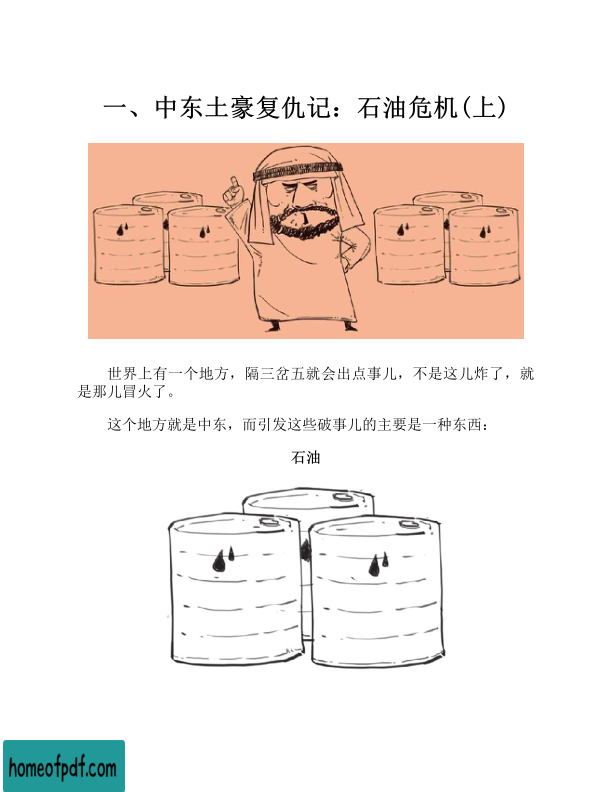 一、中东土豪复仇记：石油危机(上)
世界上有一个地方，隔三岔五就会出点事儿，不是这儿炸了，就
是那儿冒火了。
这个地方就是中东，而引发这些破事儿的主要是一种东西：
石油
homeofpdf.com